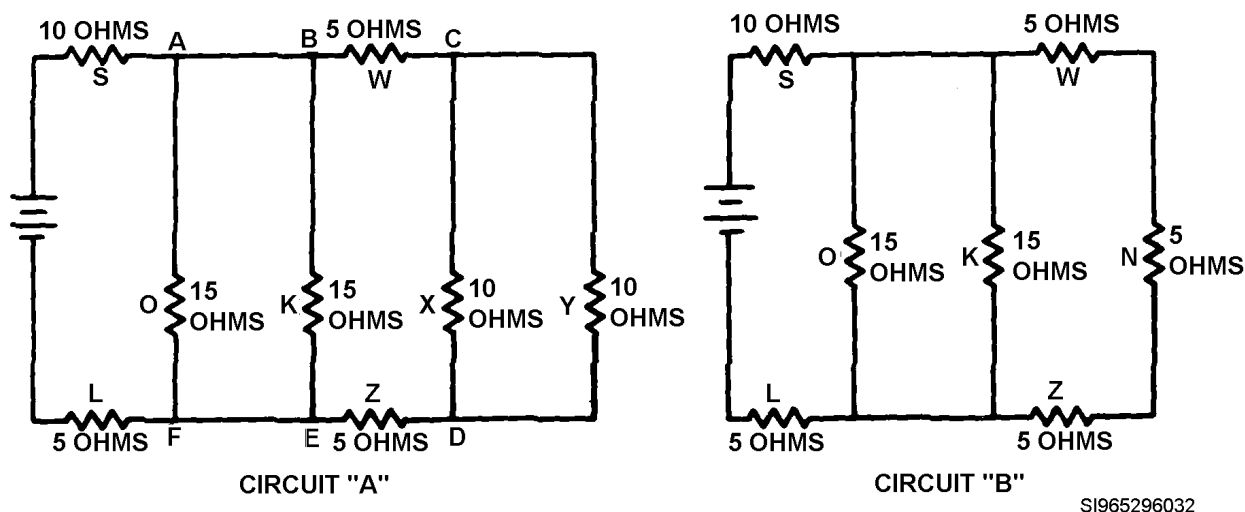 10 OHMS A B 5 OHMS C
S W
O 15 OHMS
K 15 OHMS
X 10 OHMS
Y 10 OHMS
L Z
5 OHMS F E 5 OHMS D
CIRCUIT "A"
10 OHMS 5 OHMS
S W
O 15 OHMS
K 15 OHMS
N 5 OHMS
L Z
5 OHMS 5 OHMS
CIRCUIT "B"
SI965296032